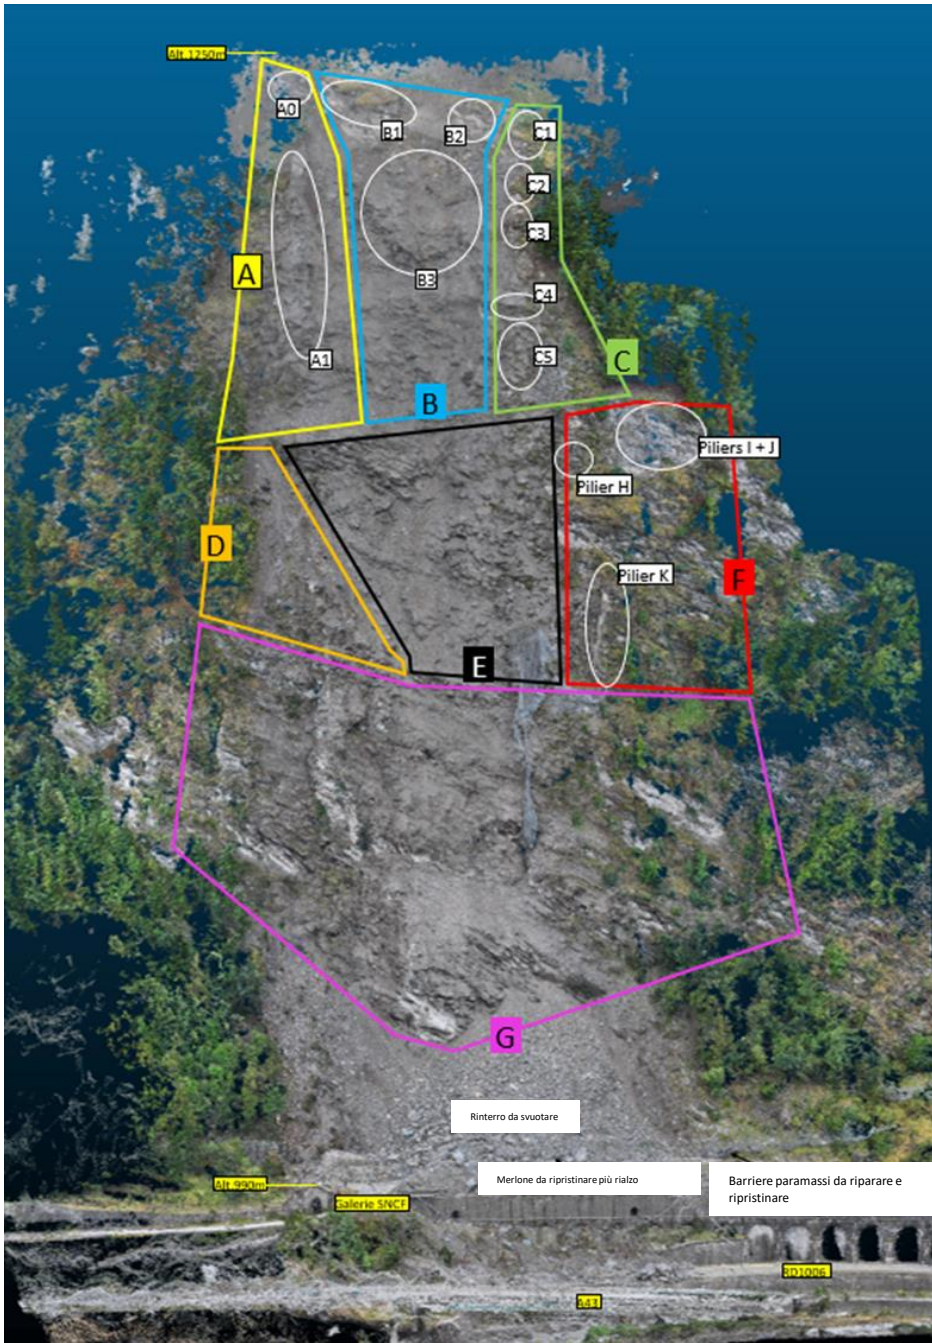 Alt.1250m
A0
B1
B2
C1
C2
C3
A
B3
C4
A1
C5
C
B
Piliers I + J
Pilier H
D
Pilier K
F
E
G
Rinterro da svuotare
Merlone da ripristinare più rialzo
Barriere paramassi da riparare e
ripristinare
Alt.990m
Gallerie SNCF
RD1006
A43